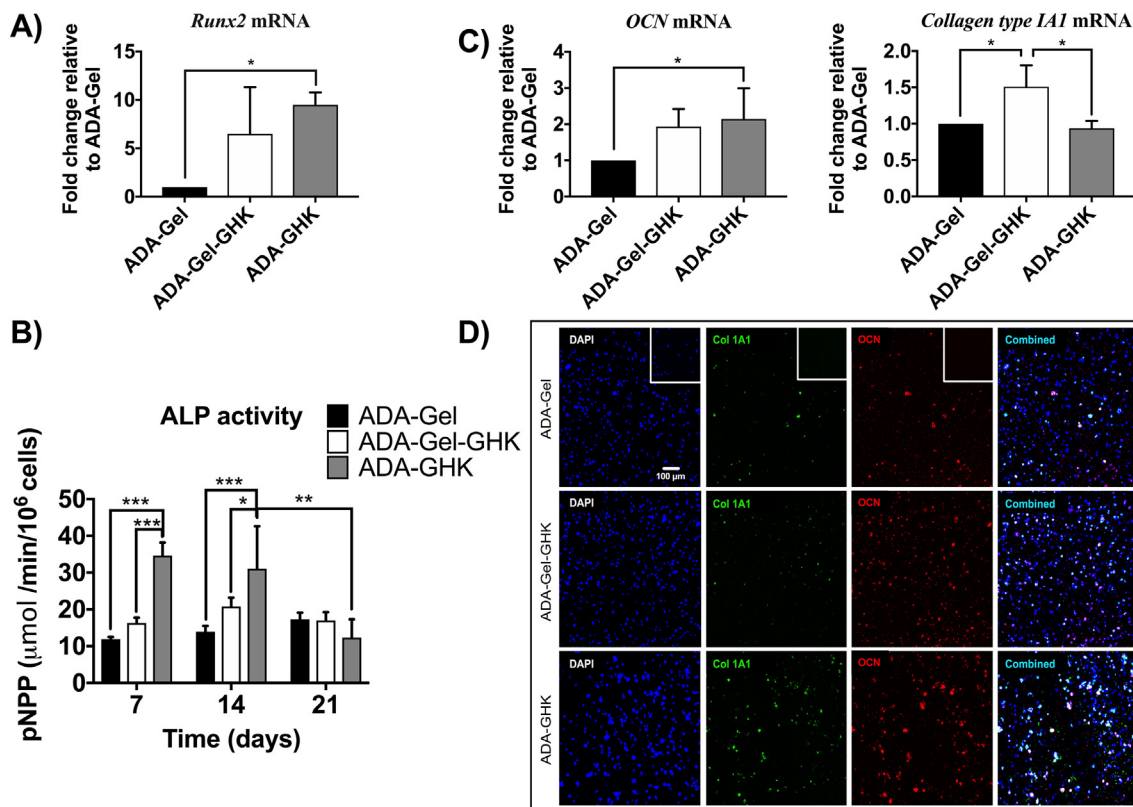 A)
Runx2 mRNA
Fold change relative
to ADA-Gel
15
10
5
0
*
ADA-Gel
ADA-Gel-GHK
ADA-GHK
C)
OCN mRNA
Fold change relative
to ADA-Gel
4
3
2
1
0
*
ADA-Gel
ADA-Gel-GHK
ADA-GHK
Collagen type IA1 mRNA
Fold change relative
to ADA-Gel
2.0
1.5
1.0
0.5
0.0
* *
ADA-Gel
ADA-Gel-GHK
ADA-GHK
B)
ALP activity
ADA-Gel
ADA-Gel-GHK
ADA-GHK
pNPP (μmol /min/10⁶ cells)
50
40
30
20
10
0
***
***
***
*
**
7 14 21
Time (days)
D)
ADA-Gel
DAPI Col 1A1 OCN Combined
100 μm
ADA-Gel-GHK
DAPI Col 1A1 OCN Combined
ADA-GHK
DAPI Col 1A1 OCN Combined